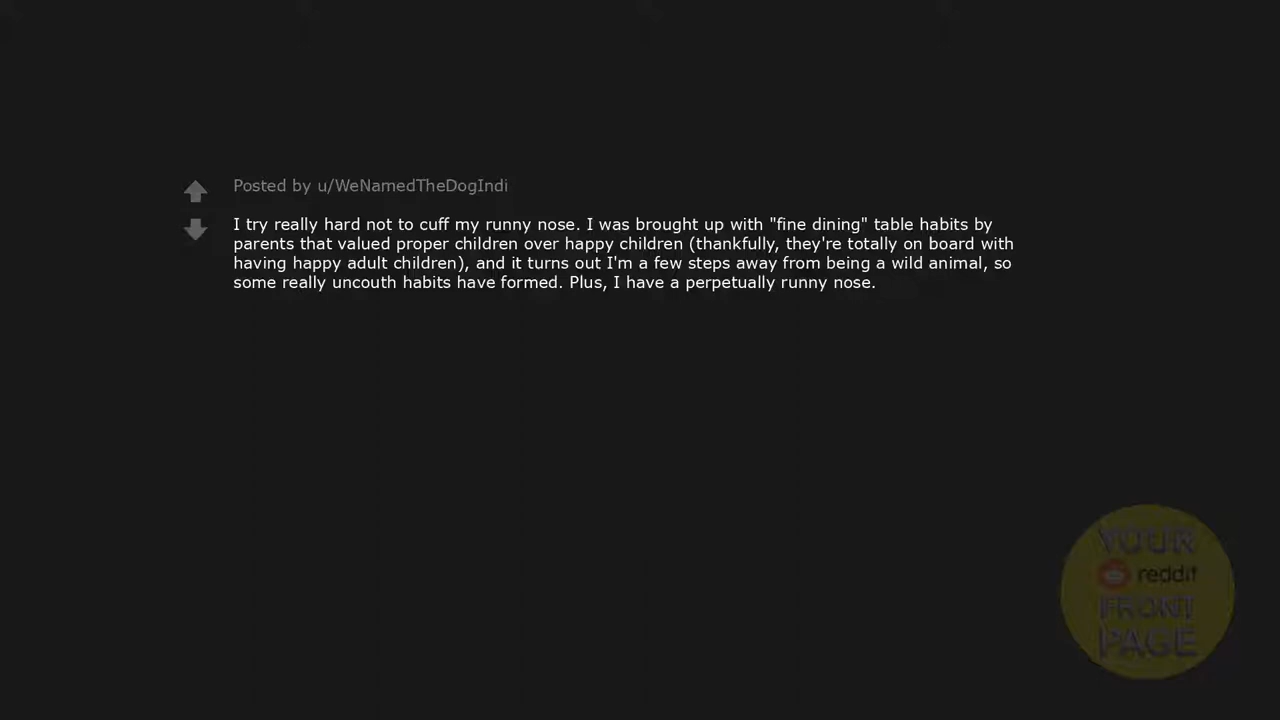 Posted by u/WeNamedTheDogIndi
I try really hard not to cuff my runny nose. I was brought up with "fine dining" table habits by
parents that valued proper children over happy children (thankfully, they're totally on board with
having happy adult children), and it turns out I'm a few steps away from being a wild animal, so
some really uncouth habits have formed. Plus, I have a perpetually runny nose.
YOUR
reddit
FRONT
PAGE